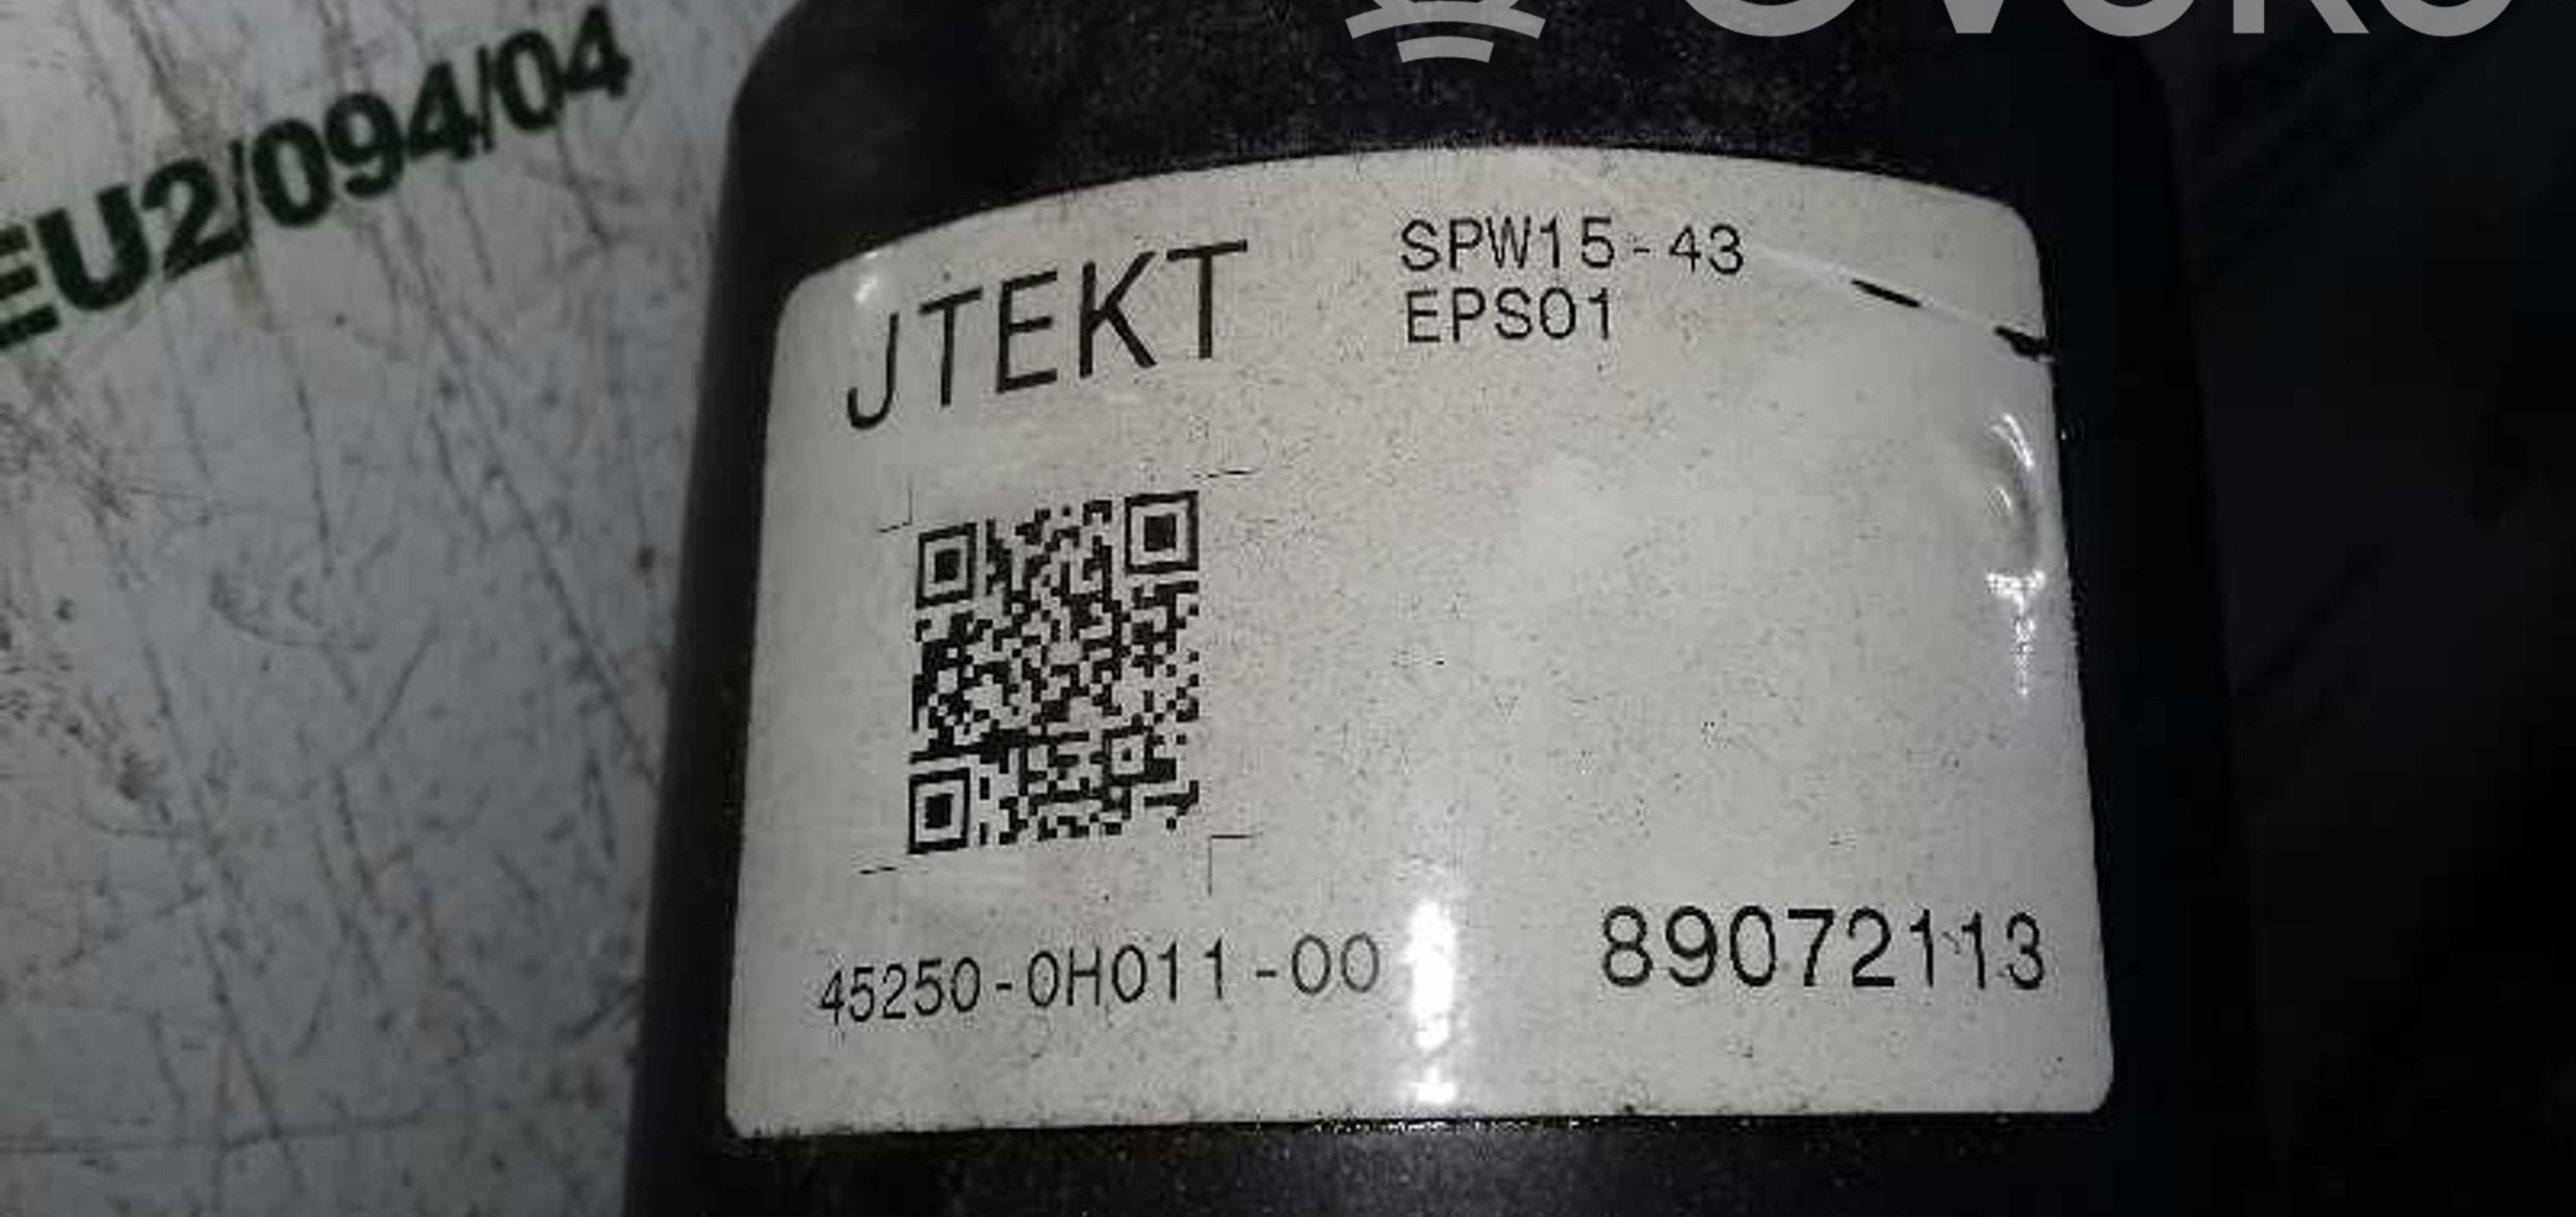 EU2/094/04
JTEKT
SPW15-43
EPS01
45250-0H011-00
89072113